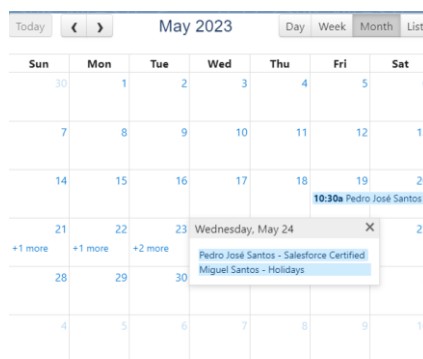 Today ❮ ❯ May 2023 Day Week Month List
Sun Mon Tue Wed Thu Fri Sat
30 1 2 3 4 5
7 8 9 10 11 12
14 15 16 17 18 19
10:30a Pedro José Santos
21 22 23 Wednesday, May 24 ×
+1 more +1 more +2 more
Pedro José Santos - Salesforce Certified
Miguel Santos - Holidays
28 29 30
4 5 6 7 8 9